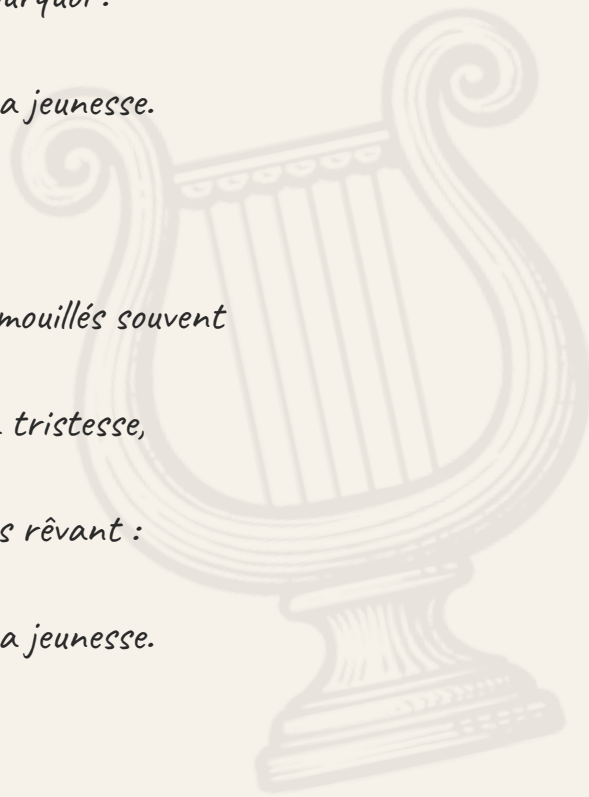 a jeunesse.
mouillés souvent
tristesse,
s rêvant :
a jeunesse.